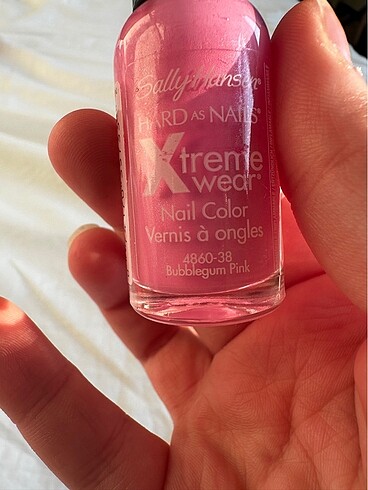 Sally Hansen®
HARD AS NAILS®
Xtreme
wear®
Nail Color
Vernis à ongles
4860-38
Bubblegum Pink